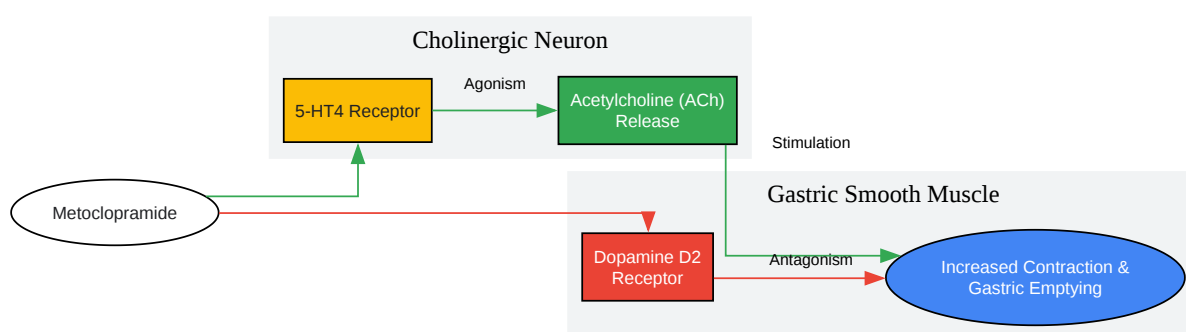 Cholinergic Neuron
Agonism
5-HT4 Receptor
Acetylcholine (ACh)
Release
Stimulation
Gastric Smooth Muscle
Metoclopramide
Dopamine D2
Receptor
Antagonism
Increased Contraction &
Gastric Emptying